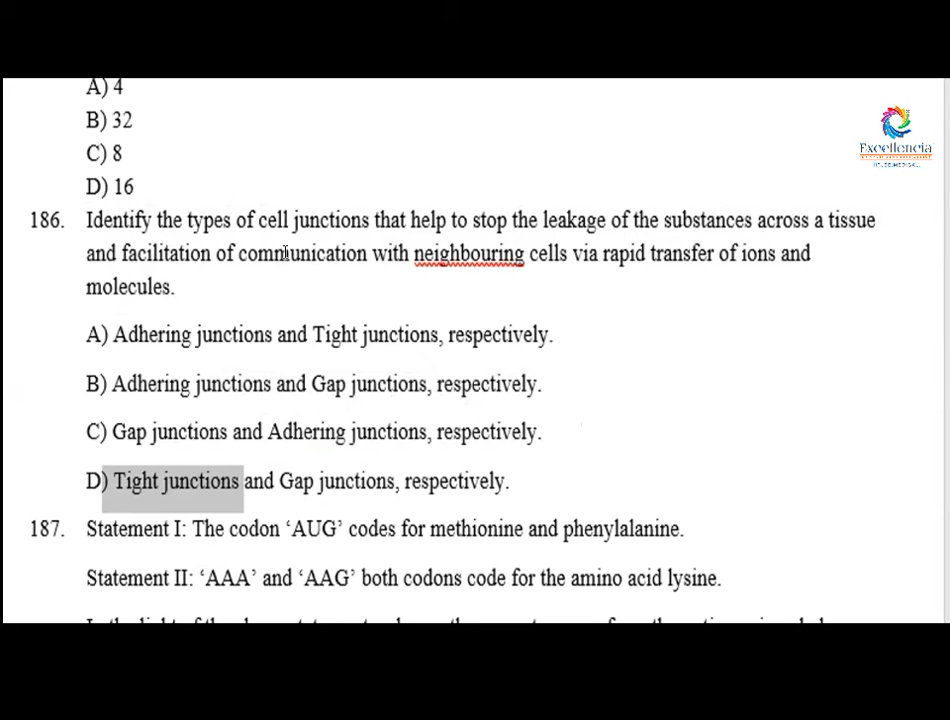 A) 4
B) 32
C) 8
D) 16
Excellencia
186. Identify the types of cell junctions that help to stop the leakage of the substances across a tissue
and facilitation of communication with neighbouring cells via rapid transfer of ions and
molecules.
A) Adhering junctions and Tight junctions, respectively.
B) Adhering junctions and Gap junctions, respectively.
C) Gap junctions and Adhering junctions, respectively.
D) Tight junctions and Gap junctions, respectively.
187. Statement I: The codon ‘AUG’ codes for methionine and phenylalanine.
Statement II: ‘AAA’ and ‘AAG’ both codons code for the amino acid lysine.